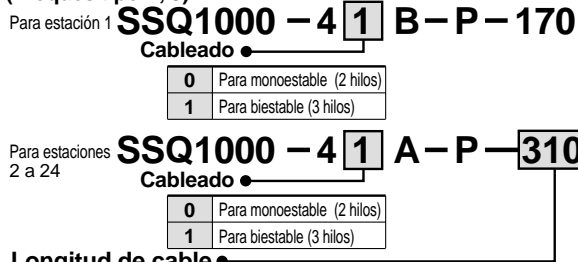 Para estación 1 SSQ1000 – 4 1 B – P – 170
Cableado
0 Para monoestable (2 hilos)
1 Para biestable (3 hilos)
Para estaciones 2 a 24 SSQ1000 – 4 1 A – P – 310
Cableado
0 Para monoestable (2 hilos)
1 Para biestable (3 hilos)
Longitud de cable